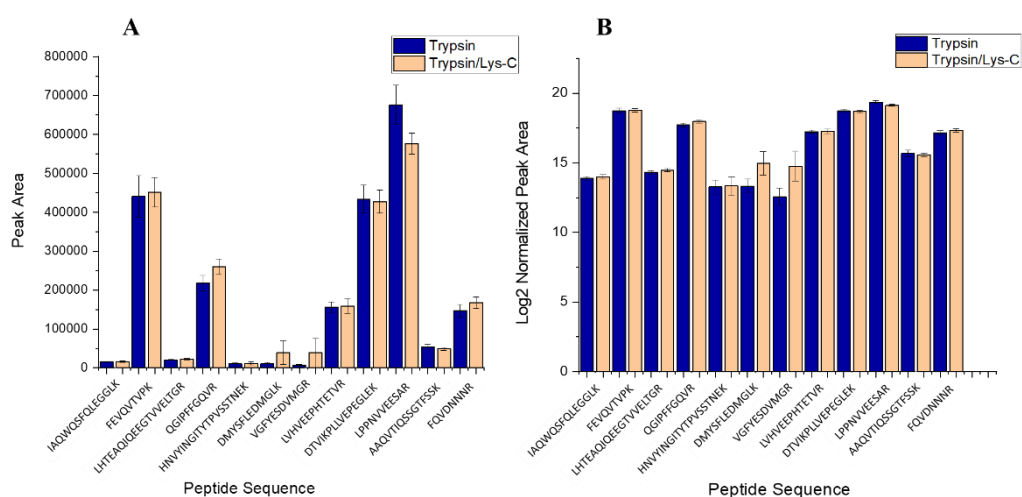 A
Trypsin
Trypsin/Lys-C
800000
700000
600000
500000
400000
300000
200000
100000
0
Peak Area
IAQWQSFQLEGGLK
FEVQVTVPK
LHTEAQIQEEGTVVELTGR
QGIPFFGQVR
HNVYINGITYTPVSSTNEK
DMYSFLEDMGLK
VGFYESDVMGR
LVHVEEPHTETVR
DTVIKPLLVEPEGLEK
LPPNVVEESAR
AAQVTIQSSGTFSSK
FQVDNNNR
Peptide Sequence
B
Trypsin
Trypsin/Lys-C
20
15
10
5
0
Log2 Normalized Peak Area
IAQWQSFQLEGGLK
FEVQVTVPK
LHTEAQIQEEGTVVELTGR
QGIPFFGQVR
HNVYINGITYTPVSSTNEK
DMYSFLEDMGLK
VGFYESDVMGR
LVHVEEPHTETVR
DTVIKPLLVEPEGLEK
LPPNVVEESAR
AAQVTIQSSGTFSSK
FQVDNNNR
Peptide Sequence